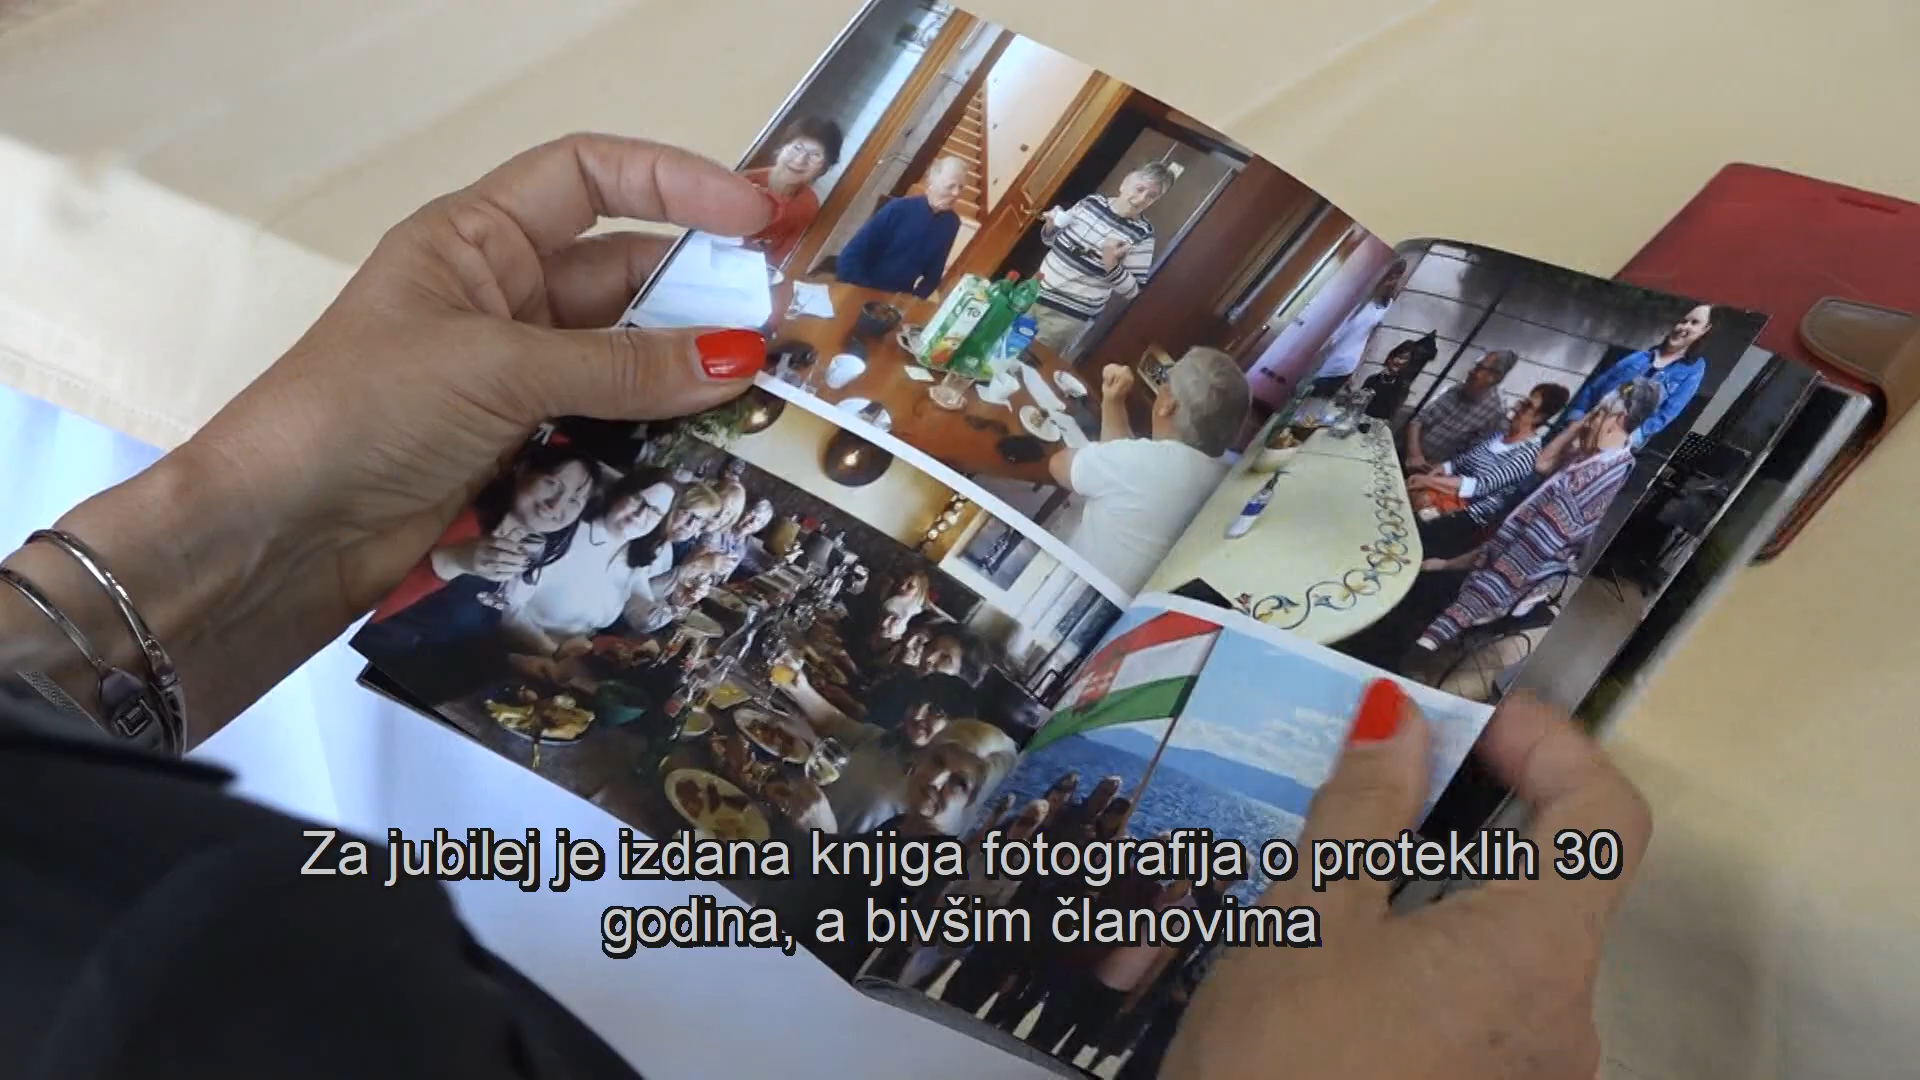 Za jubilej je izdana knjiga fotografija o proteklih 30
godina, a bivšim članovima